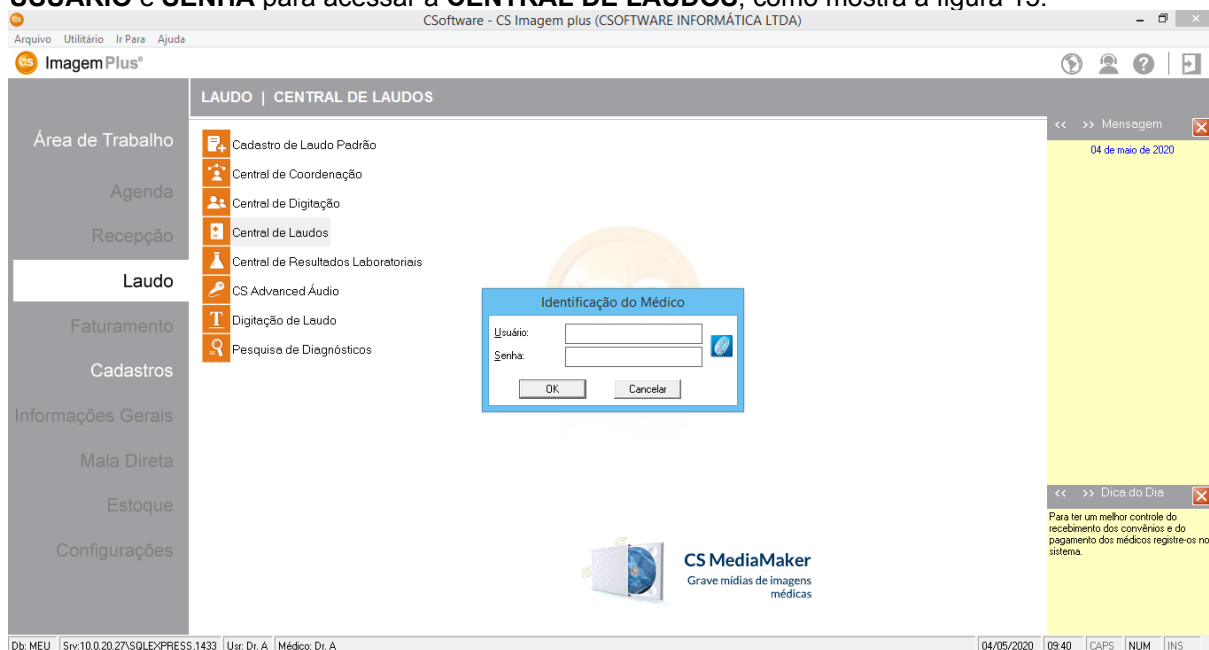 USUÁRIO e SENHA para acessar a CENTRAL DE LAUDOS, como mostra a figura 15.
CSoftware - CS Imagem plus (CSOFTWARE INFORMÁTICA LTDA)
Arquivo Utilitário Ir Para Ajuda
cs ImagemPlus®
LAUDO | CENTRAL DE LAUDOS
Área de Trabalho
Agenda
Recepção
Laudo
Faturamento
Cadastros
Informações Gerais
Mala Direta
Estoque
Configurações
Cadastro de Laudo Padrão
Central de Coordenação
Central de Digitação
Central de Laudos
Central de Resultados Laboratoriais
CS Advanced Áudio
T Digitação de Laudo
Pesquisa de Diagnósticos
Identificação do Médico
Usuário:
Senha:
OK Cancelar
CS MediaMaker
Grave mídias de imagens
médicas
<< >> Mensagem
04 de maio de 2020
<< >> Dica do Dia
Para ter um melhor controle do
recebimento dos convênios e do
pagamento dos médicos registre-os no
sistema.
Db: MEU Srv:10.0.20.27\SQLEXPRESS,1433 Usr: Dr. A Médico: Dr. A 04/05/2020 09:40 CAPS NUM INS